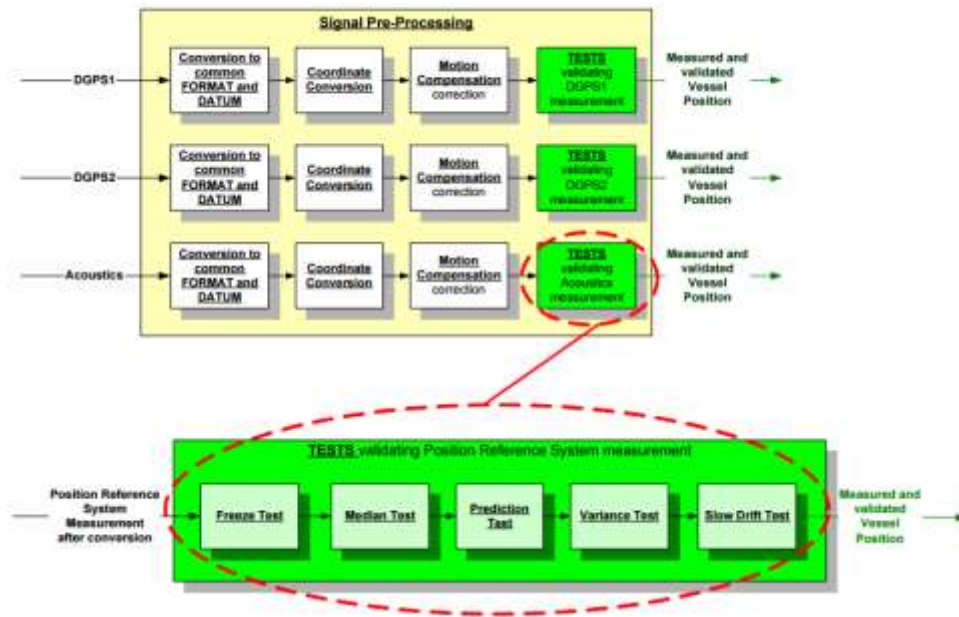 Signal Pre-Processing
DGPS1
Conversion to
common
FORMAT and
DATUM
Coordinate
Conversion
Motion
Compensation
correction
TESTS
validating
DGPS1
measurement
Measured and
validated
Vessel
Position
DGPS2
Conversion to
common
FORMAT and
DATUM
Coordinate
Conversion
Motion
Compensation
correction
TESTS
validating
DGPS2
measurement
Measured and
validated
Vessel
Position
Acoustics
Conversion to
common
FORMAT and
DATUM
Coordinate
Conversion
Motion
Compensation
correction
TESTS
validating
Acoustics
measurement
Measured and
validated
Vessel
Position
TESTS validating Position Reference System measurement
Position Reference
System
Measurement
after conversion
Freeze Test
Median Test
Prediction
Test
Variance Test
Slow Drift Test
Measured and
validated
Vessel
Position